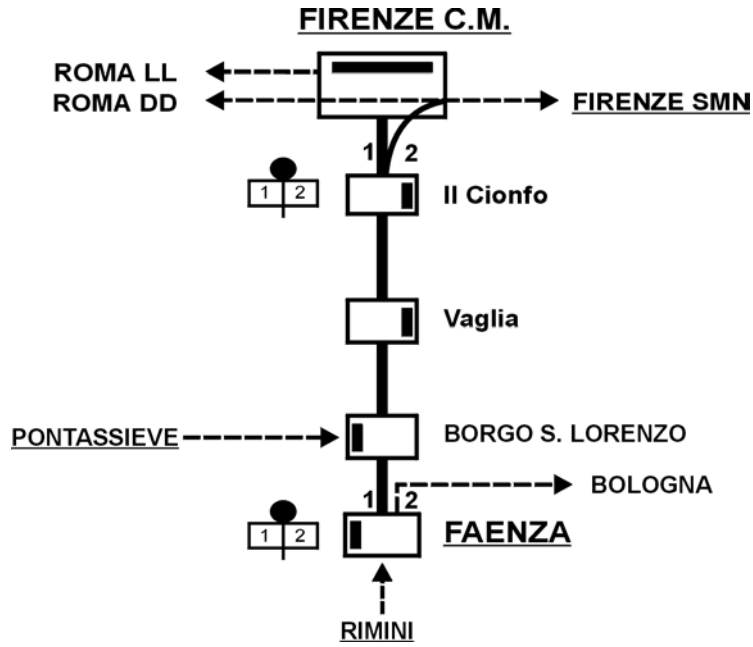 FIRENZE C.M.
ROMA LL
ROMA DD
FIRENZE SMN
1 2
1 2
Il Cionfo
Vaglia
PONTASSIEVE
BORGO S. LORENZO
1 2
BOLOGNA
1 2
FAENZA
RIMINI